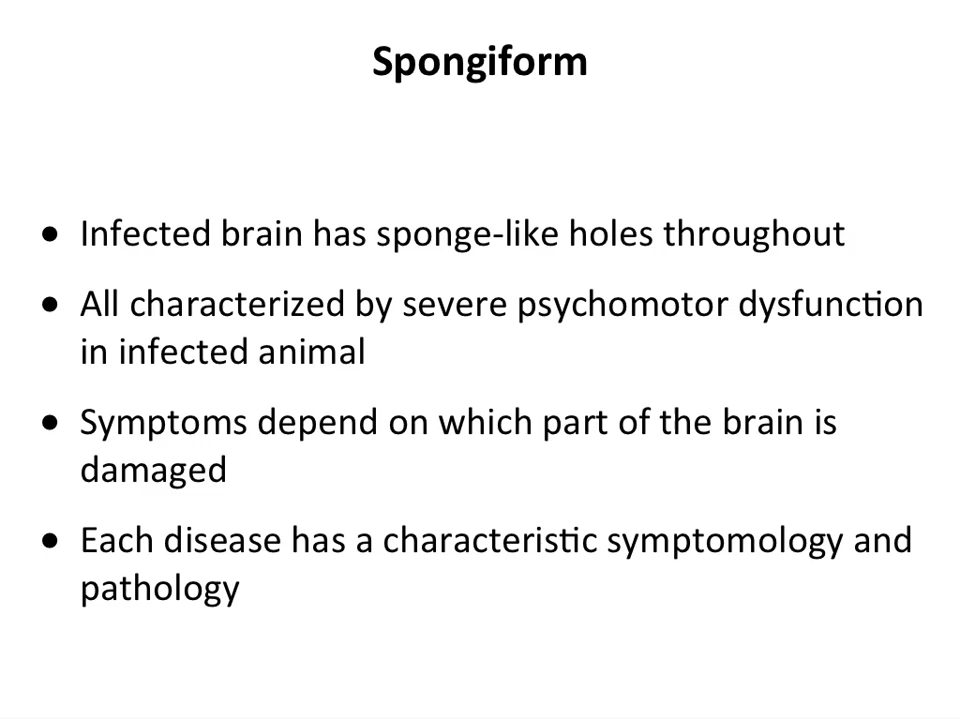 Spongiform
• Infected brain has sponge-like holes throughout
• All characterized by severe psychomotor dysfunction
in infected animal
• Symptoms depend on which part of the brain is
damaged
• Each disease has a characteristic symptomology and
pathology